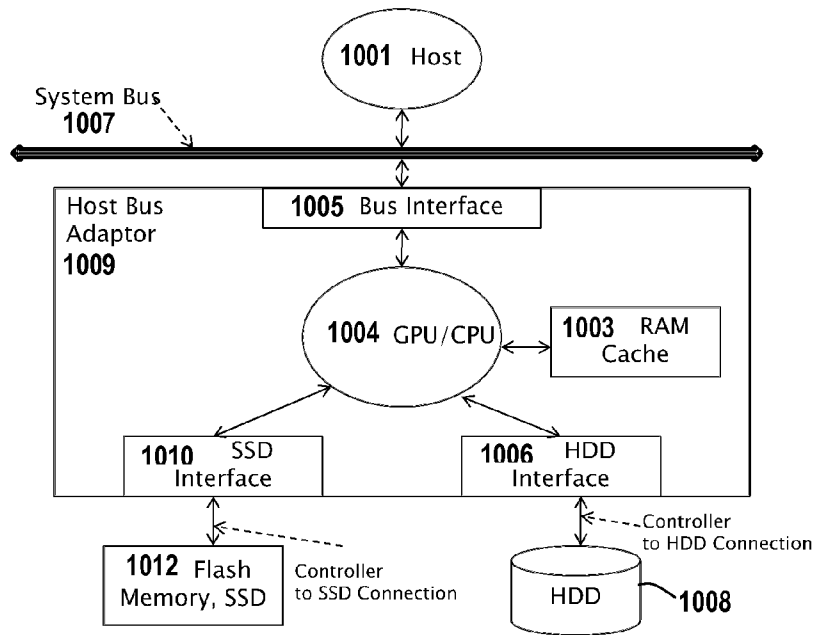 1001 Host
System Bus
1007
1005 Bus Interface
Host Bus
Adaptor
1009
1004 GPU/CPU
1003 RAM
Cache
1010 SSD
Interface
1006 HDD
Interface
Controller
to HDD Connection
1012 Flash
Memory, SSD
Controller
to SSD Connection
HDD
1008